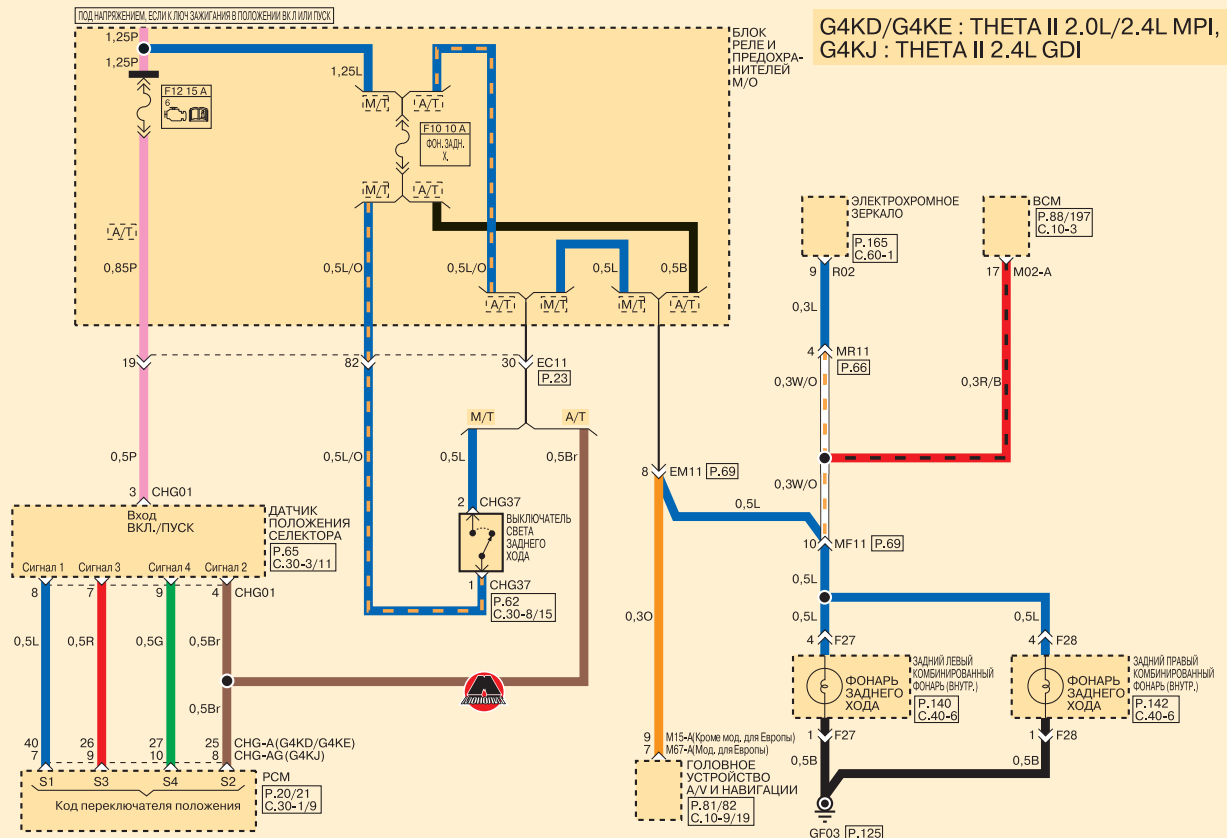 ПОД НАПРЯЖЕНИЕМ, ЕСЛИ КЛЮЧ ЗАЖИГАНИЯ В ПОЛОЖЕНИИ ВКЛ ИЛИ ПУСК
G4KD/G4KE : THETA II 2.0L/2.4L MPI,
G4KJ : THETA II 2.4L GDI
БЛОК
РЕЛЕ И
ПРЕДОХРА-
НИТЕЛЕЙ
М/О
1,25P
1,25P
1,25L
F12 15 A
6
M/T
A/T
F10 10 A
ФОН. ЗАДН.
Х.
M/T
A/T
A/T
0,85P
0,5L/O
0,5L/O
0,5L
0,5B
A/T
M/T
M/T
A/T
ЭЛЕКТРОХРОМНОЕ
ЗЕРКАЛО
P.165
C.60-1
9
R02
BCM
P.88/197
C.10-3
17
M02-A
0,3L
4
MR11
P.66
0,3W/O
0,3R/B
0,3W/O
19
82
30
EC11
P.23
M/T
A/T
0,5P
0,5L/O
0,5L
0,5Br
8
EM11
P.69
0,5L
10
MF11
P.69
3
CHG01
Вход
ВКЛ./ПУСК
ДАТЧИК
ПОЛОЖЕНИЯ
СЕЛЕКТОРА
P.65
C.30-3/11
Сигнал 1
Сигнал 3
Сигнал 4
Сигнал 2
8
7
9
4
CHG01
2
CHG37
ВЫКЛЮЧАТЕЛЬ
СВЕТА
ЗАДНЕГО
ХОДА
1
CHG37
P.62
C.30-8/15
0,5L
0,5R
0,5G
0,5Br
0,5Br
0,3O
0,5L
0,5L
0,5L
4
F27
4
F28
ФОНАРЬ
ЗАДНЕГО
ХОДА
ЗАДНИЙ ЛЕВЫЙ
КОМБИНИРОВАННЫЙ
ФОНАРЬ (ВНУТР.)
P.140
C.40-6
ФОНАРЬ
ЗАДНЕГО
ХОДА
ЗАДНИЙ ПРАВЫЙ
КОМБИНИРОВАННЫЙ
ФОНАРЬ (ВНУТР.)
P.142
C.40-6
1
F27
1
F28
0,5B
0,5B
GF03
P.125
40
26
27
25
CHG-A(G4KD/G4KE)
7
9
10
8
CHG-AG(G4KJ)
S1
S3
S4
S2
Код переключателя положения
PCM
P.20/21
C.30-1/9
9
M15-A(Кроме мод. для Европы)
7
M67-A(Мод. для Европы)
ГОЛОВНОЕ
УСТРОЙСТВО
A/V И НАВИГАЦИИ
P.81/82
C.10-9/19